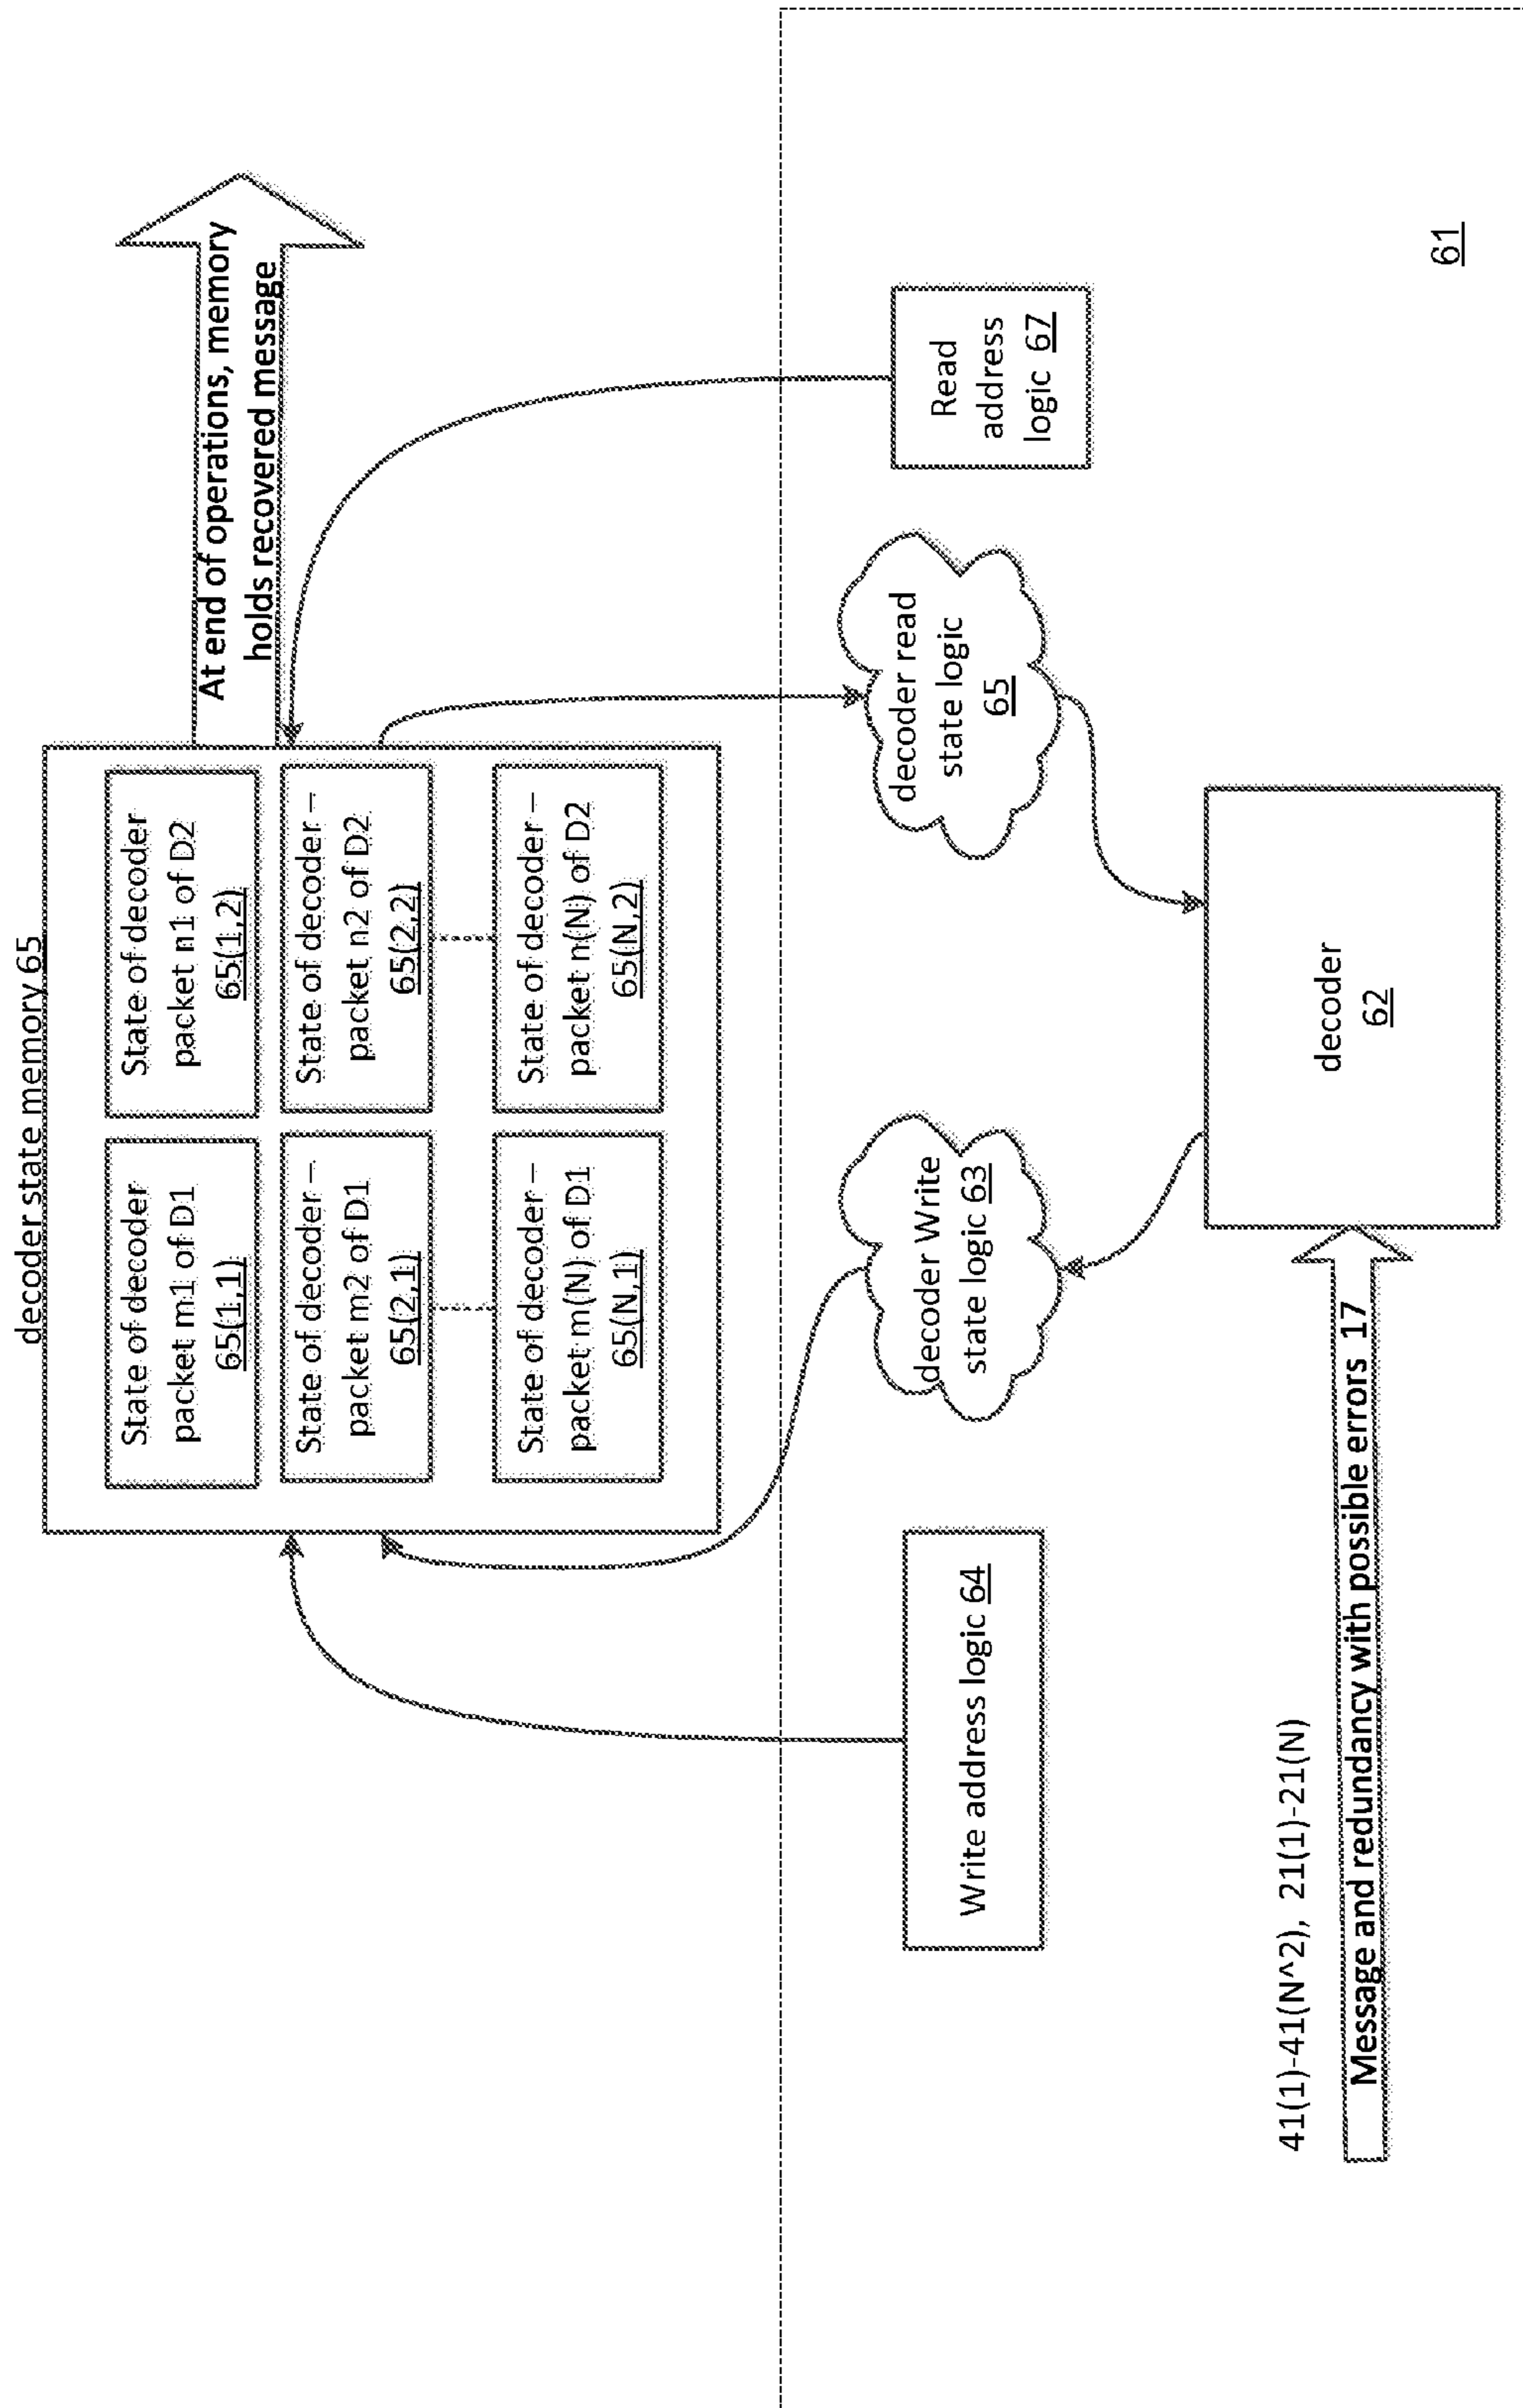 decoder state memory 65
State of decoder
packet m1 of D1
65(1,1)
State of decoder
packet n1 of D2
65(1,2)
State of decoder –
packet m2 of D1
65(2,1)
State of decoder –
packet n2 of D2
65(2,2)
State of decoder –
packet m(N) of D1
65(N,1)
State of decoder –
packet n(N) of D2
65(N,2)
At end of operations, memory
holds recovered message
Write address logic 64
decoder Write
state logic 63
decoder read
state logic
65
Read
address
logic 67
41(1)-41(N^2), 21(1)-21(N)
Message and redundancy with possible errors 17
decoder
62
61